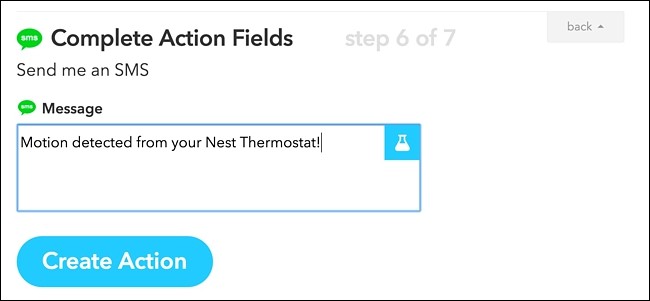 sms Complete Action Fields step 6 of 7 back
Send me an SMS
sms Message
Motion detected from your Nest Thermostat!
Create Action